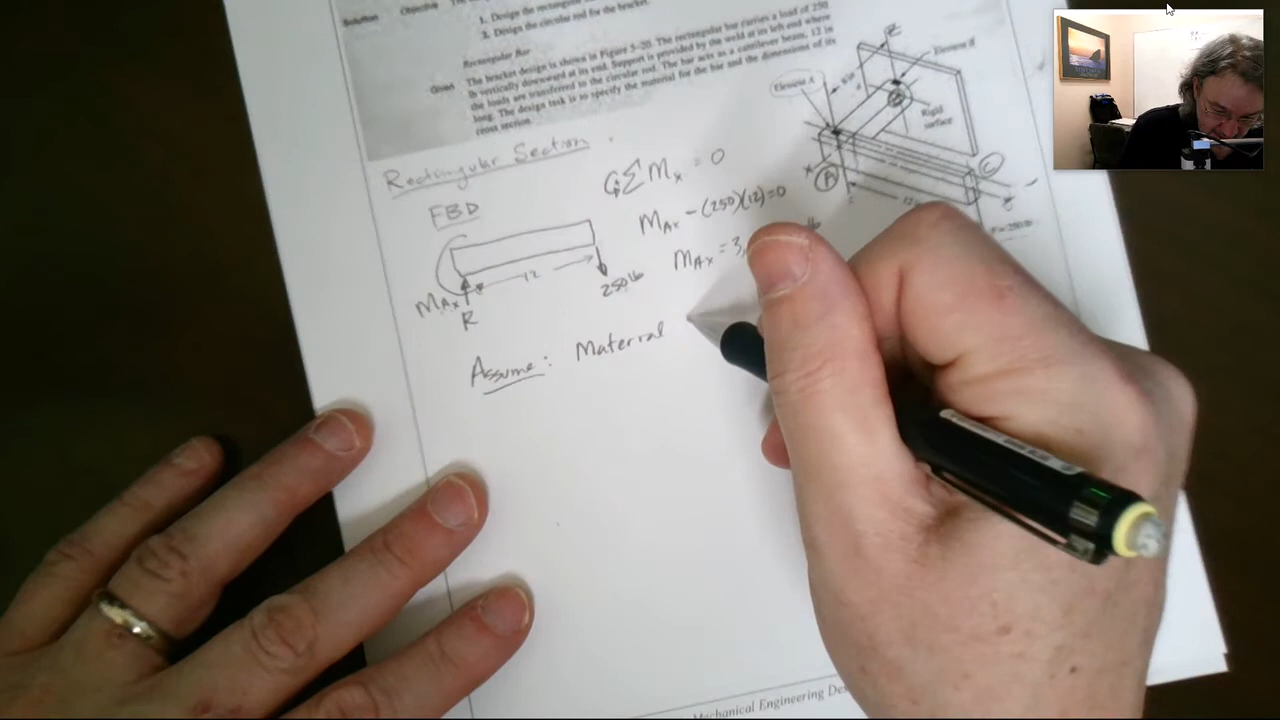 Solution Objective
1. Design the rectangular
2. Design the circular rod for the bracket.
Rectangular Bar
Given The bracket design is shown in Figure 5–20. The rectangular bar carries a load of 250
lb vertically downward at its end. Support is provided by the weld at its left end where
the loads are transferred to the circular rod. The bar acts as a cantilever beam, 12 in
long. The design task is to specify the material for the bar and the dimensions of its
cross section.
Element A
Element B
Rigid
surface
Z
X
A
C
Rectangular Section.
FBD
∑ Mx = 0
MAx - (250)(12)=0
MAx = 3,
lb
12
250 lb
MAx
R
Assume: Material
Mechanical Engineering Des